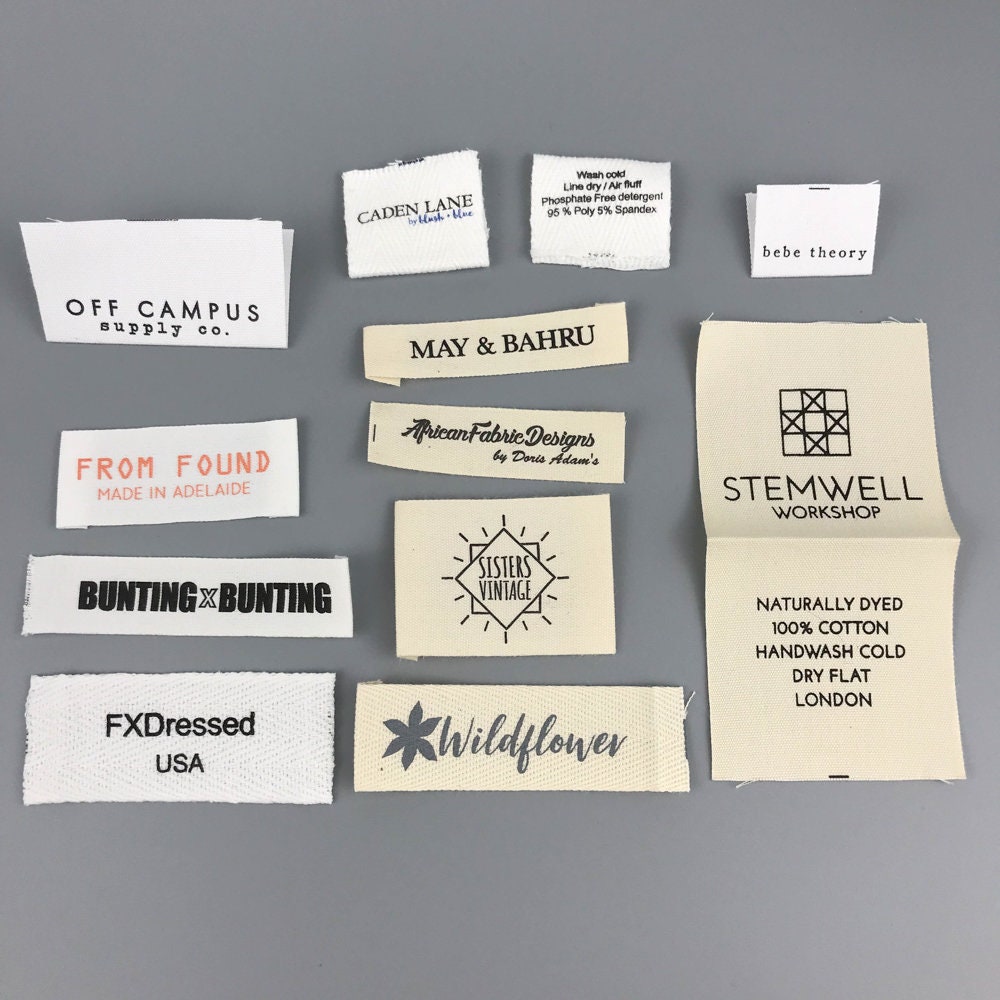 CADEN LANE
by blush + blue
Wash cold
Line dry / Air fluff
Phosphate Free detergent
95 % Poly 5% Spandex
bebe theory
OFF CAMPUS
supply co.
MAY & BAHRU
AfricanFabricDesigns
by Doris Adam's
FROM FOUND
MADE IN ADELAIDE
BUNTING X BUNTING
SISTERS
VINTAGE
FXDressed
USA
Wildflower
STEMWELL
WORKSHOP
NATURALLY DYED
100% COTTON
HANDWASH COLD
DRY FLAT
LONDON